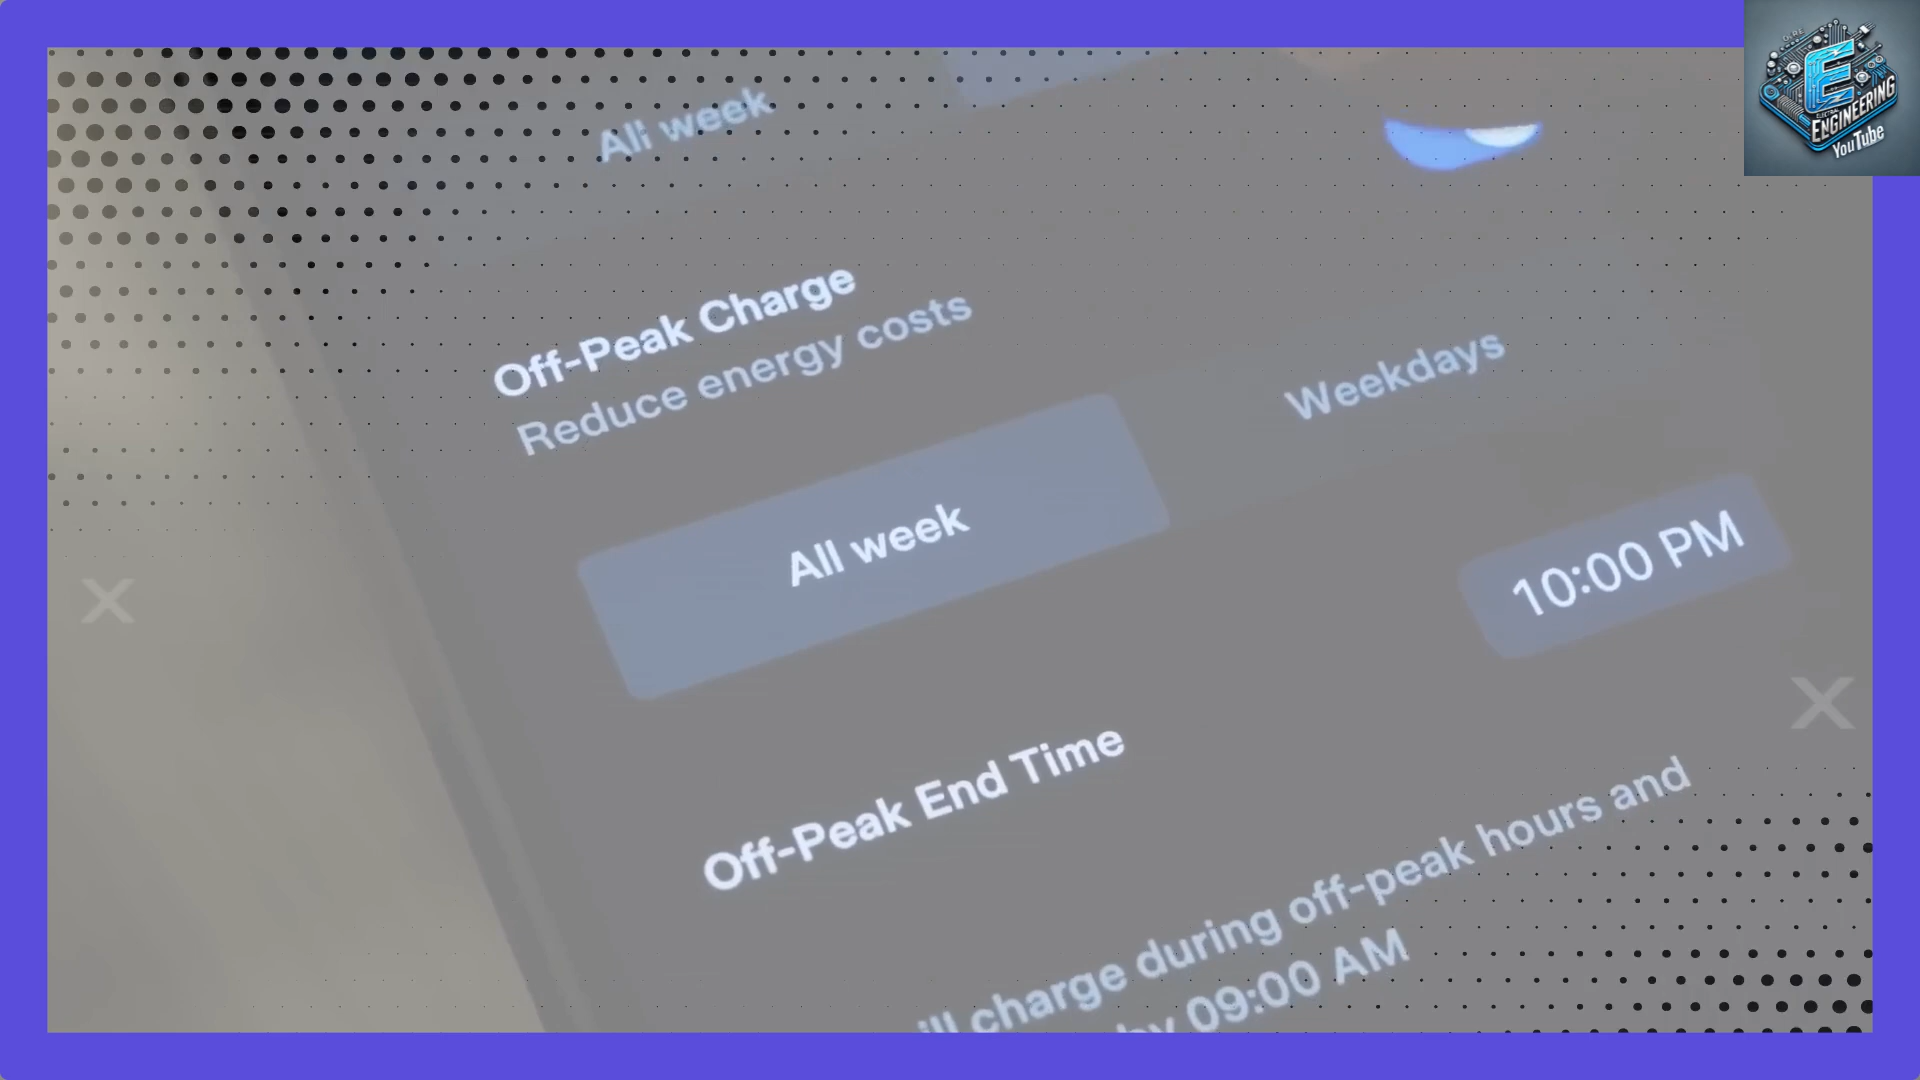 All week
Off-Peak Charge
Reduce energy costs
All week
Weekdays
10:00 PM
Off-Peak End Time
charge during off-peak hours and
by 09:00 AM
E
ENGINEERING
YouTube